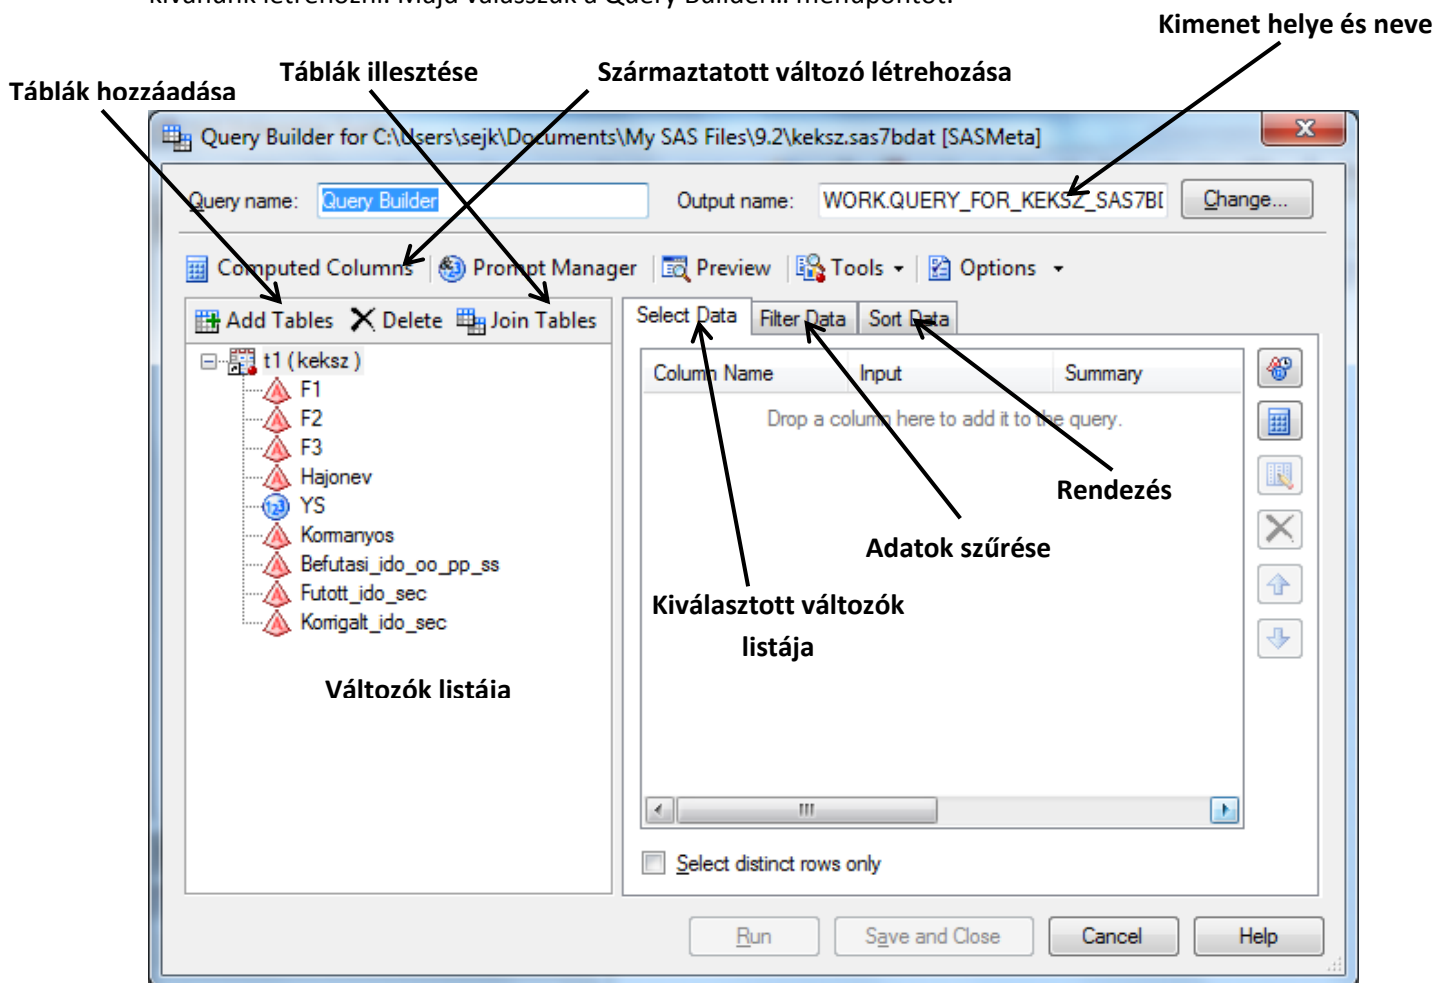 Kimenet helye és neve
Táblák illesztése
Származtatott változó létrehozása
Táblák hozzáadása
Query Builder for C:\Users\sejk\Documents\My SAS Files\9.2\keksz.sas7bdat [SASMeta]
Query name: Query Builder Output name: WORK.QUERY_FOR_KEKSZ_SAS7BD Change...
Computed Columns Prompt Manager Preview Tools Options
Add Tables Delete Join Tables
Select Data Filter Data Sort Data
t1 (keksz)
F1
F2
F3
Hajonev
YS
Kormanyos
Befutasi_ido_oo_pp_ss
Futott_ido_sec
Korrigalt_ido_sec
Változók listája
Column Name Input Summary
Drop a column here to add it to the query.
Rendezés
Adatok szűrése
Kiválasztott változók
listája
Select distinct rows only
Run Save and Close Cancel Help